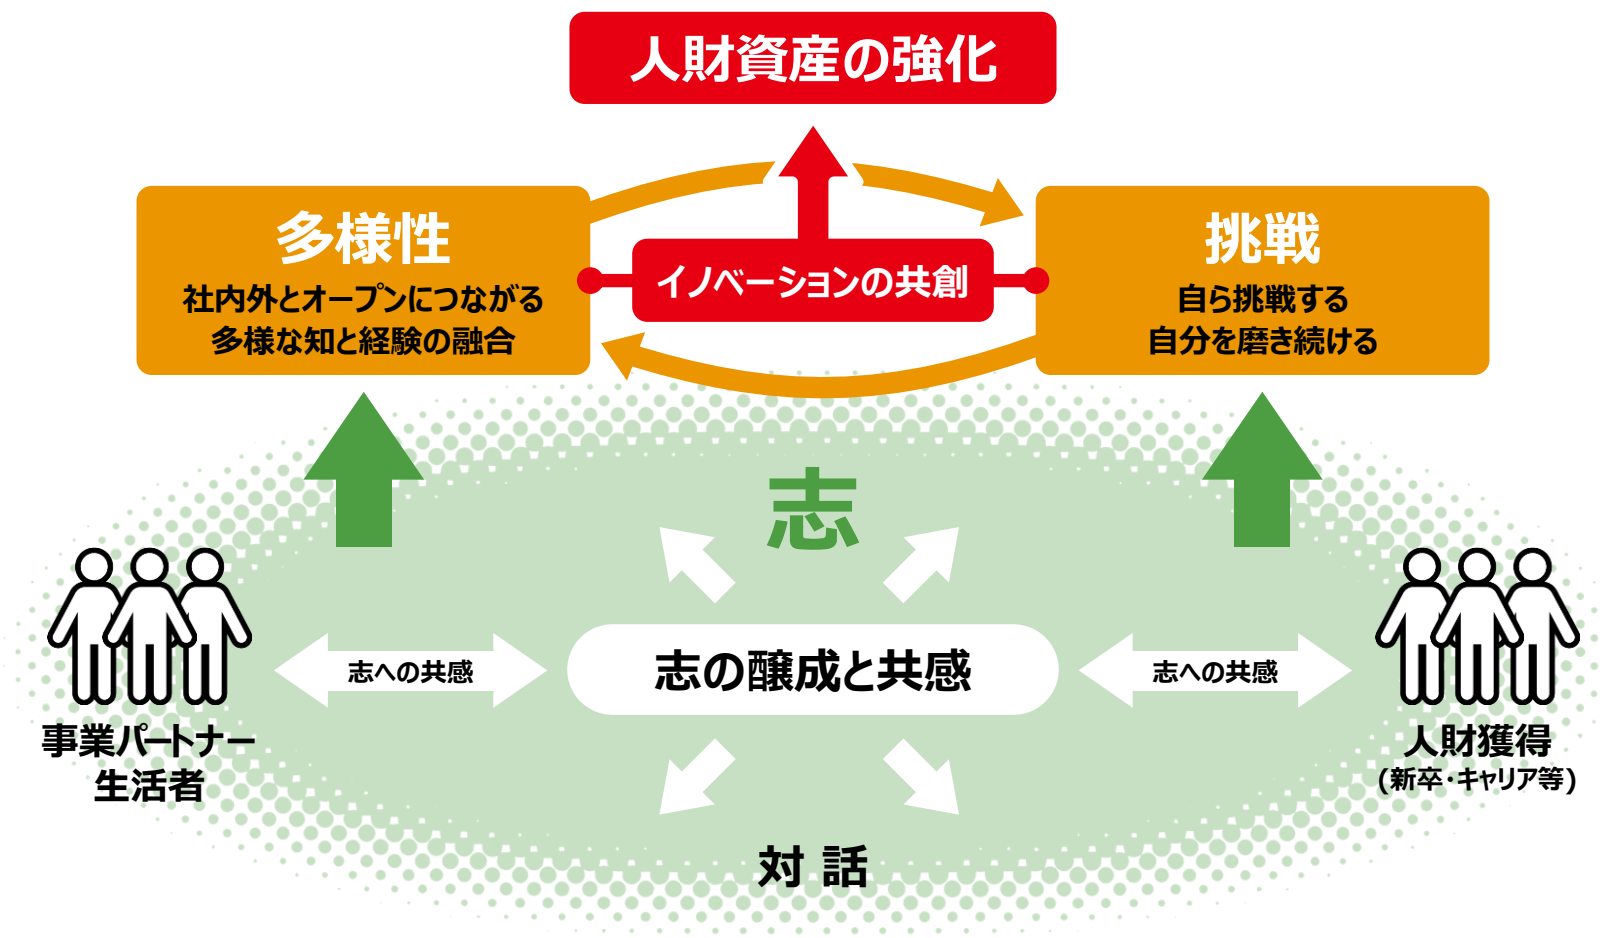 人財資産の強化
多様性
社内外とオープンにつながる
多様な知と経験の融合
イノベーションの共創
挑戦
自ら挑戦する
自分を磨き続ける
志
志への共感
志の醸成と共感
志への共感
事業パートナー
生活者
人財獲得
(新卒・キャリア等)
対話